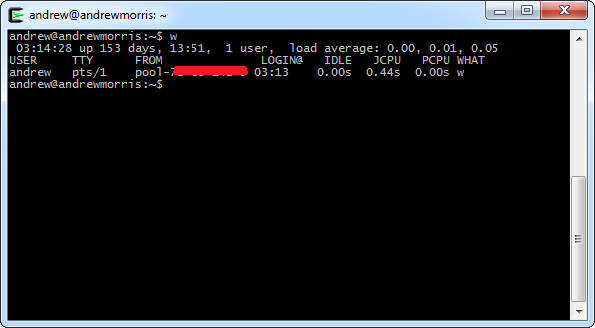 andrew@andrewmorris: ~
andrew@andrewmorris:~$ w
03:14:28 up 153 days, 13:51, 1 user, load average: 0.00, 0.01, 0.05
USER TTY FROM LOGIN@ IDLE JCPU PCPU WHAT
andrew pts/1 03:13 0.00s 0.44s 0.00s w
andrew@andrewmorris:~$